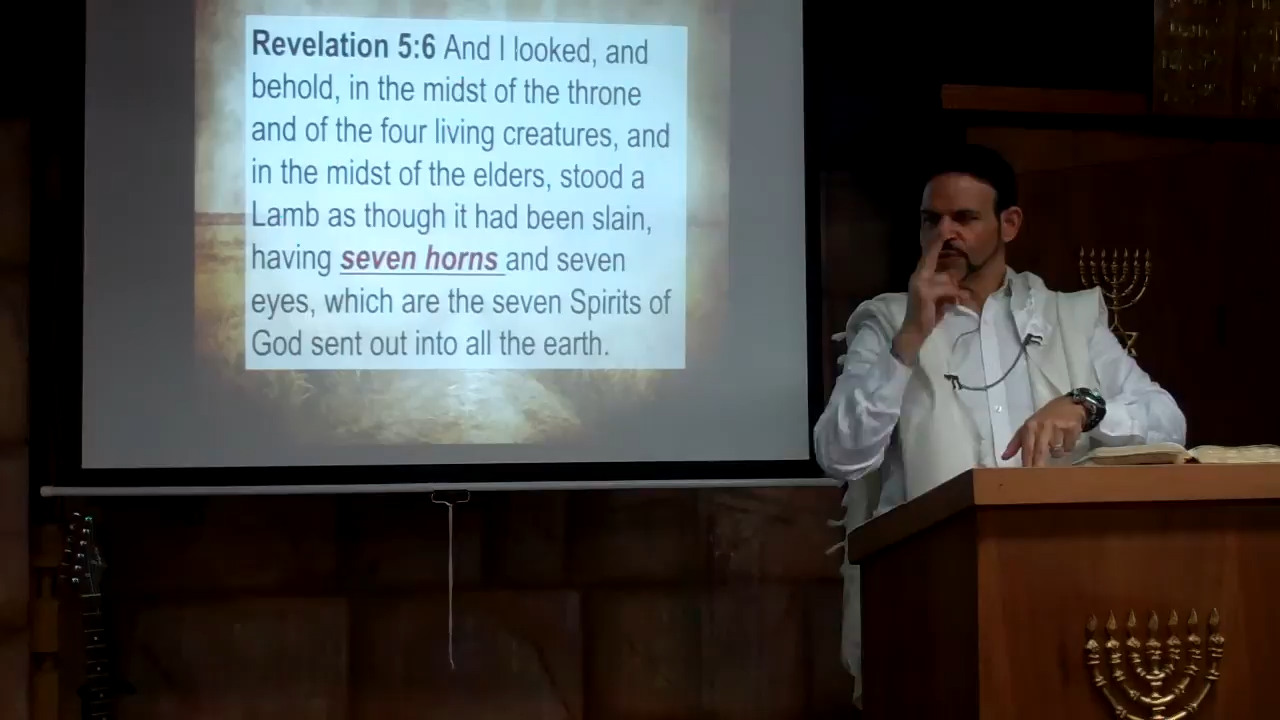 Revelation 5:6 And I looked, and
behold, in the midst of the throne
and of the four living creatures, and
in the midst of the elders, stood a
Lamb as though it had been slain,
having seven horns and seven
eyes, which are the seven Spirits of
God sent out into all the earth.